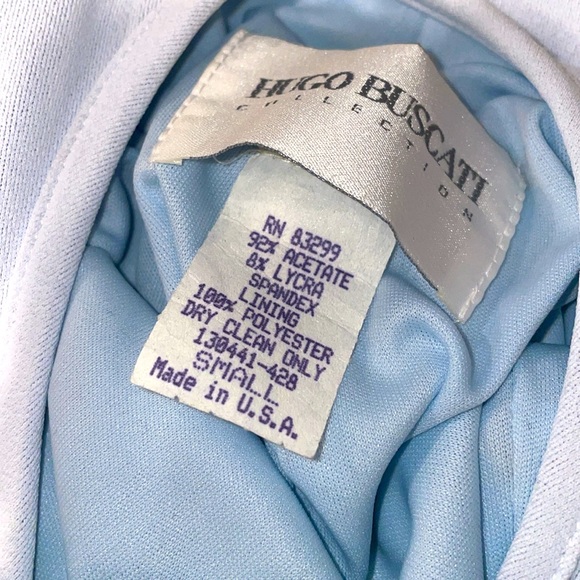 HUGO BUSCATI
COLLECTION
RN 83299
92% ACETATE
8% LYCRA
SPANDEX
LINING
100% POLYESTER
DRY CLEAN ONLY
130441-428
SMALL
Made in U.S.A.